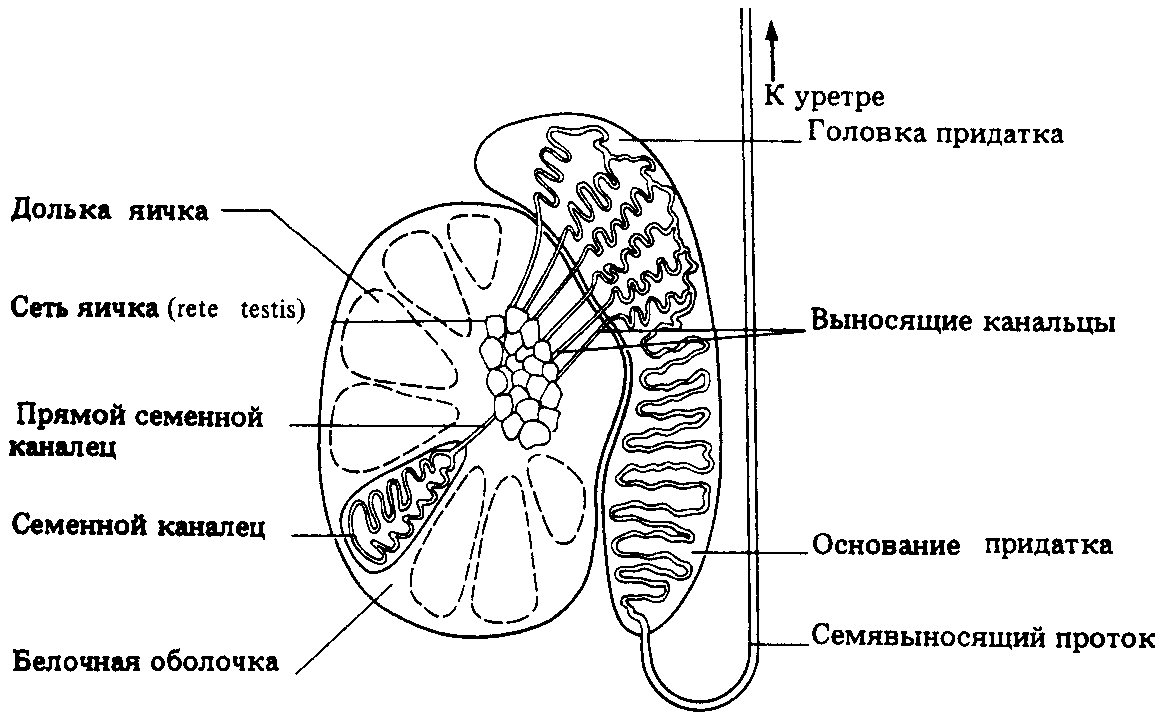 К уретре
Головка придатка
Долька яичка
Сеть яичка (rete testis)
Выносящие канальцы
Прямой семенной
каналец
Семенной каналец
Основание придатка
Семявыносящий проток
Белочная оболочка